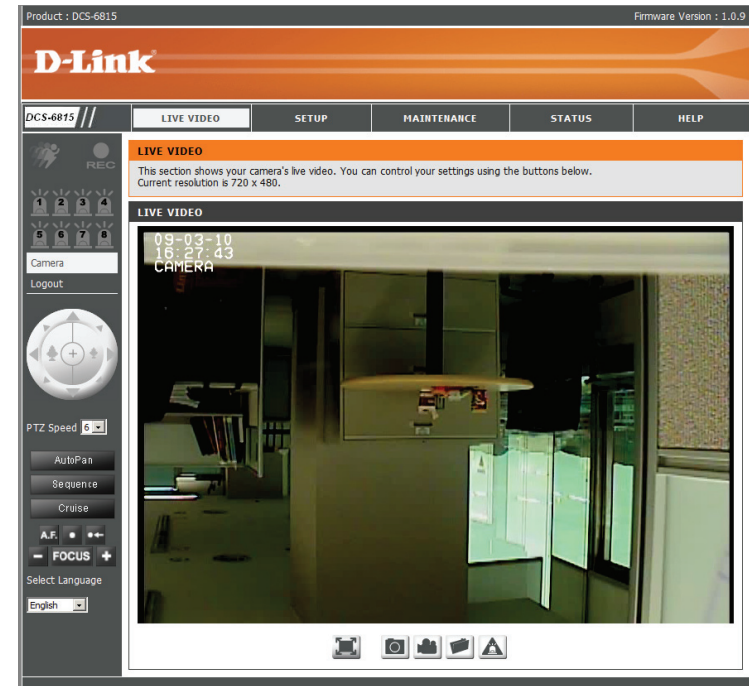 Product : DCS-6815
Firmware Version : 1.0.9
D-Link
DCS-6815
LIVE VIDEO
SETUP
MAINTENANCE
STATUS
HELP
REC
1 2 3 4
5 6 7 8
Camera
Logout
PTZ Speed 6
AutoPan
Sequence
Cruise
A.F.
- FOCUS +
Select Language
English
LIVE VIDEO
This section shows your camera's live video. You can control your settings using the buttons below.
Current resolution is 720 x 480.
LIVE VIDEO
09-03-10
16:27:43
CAMERA